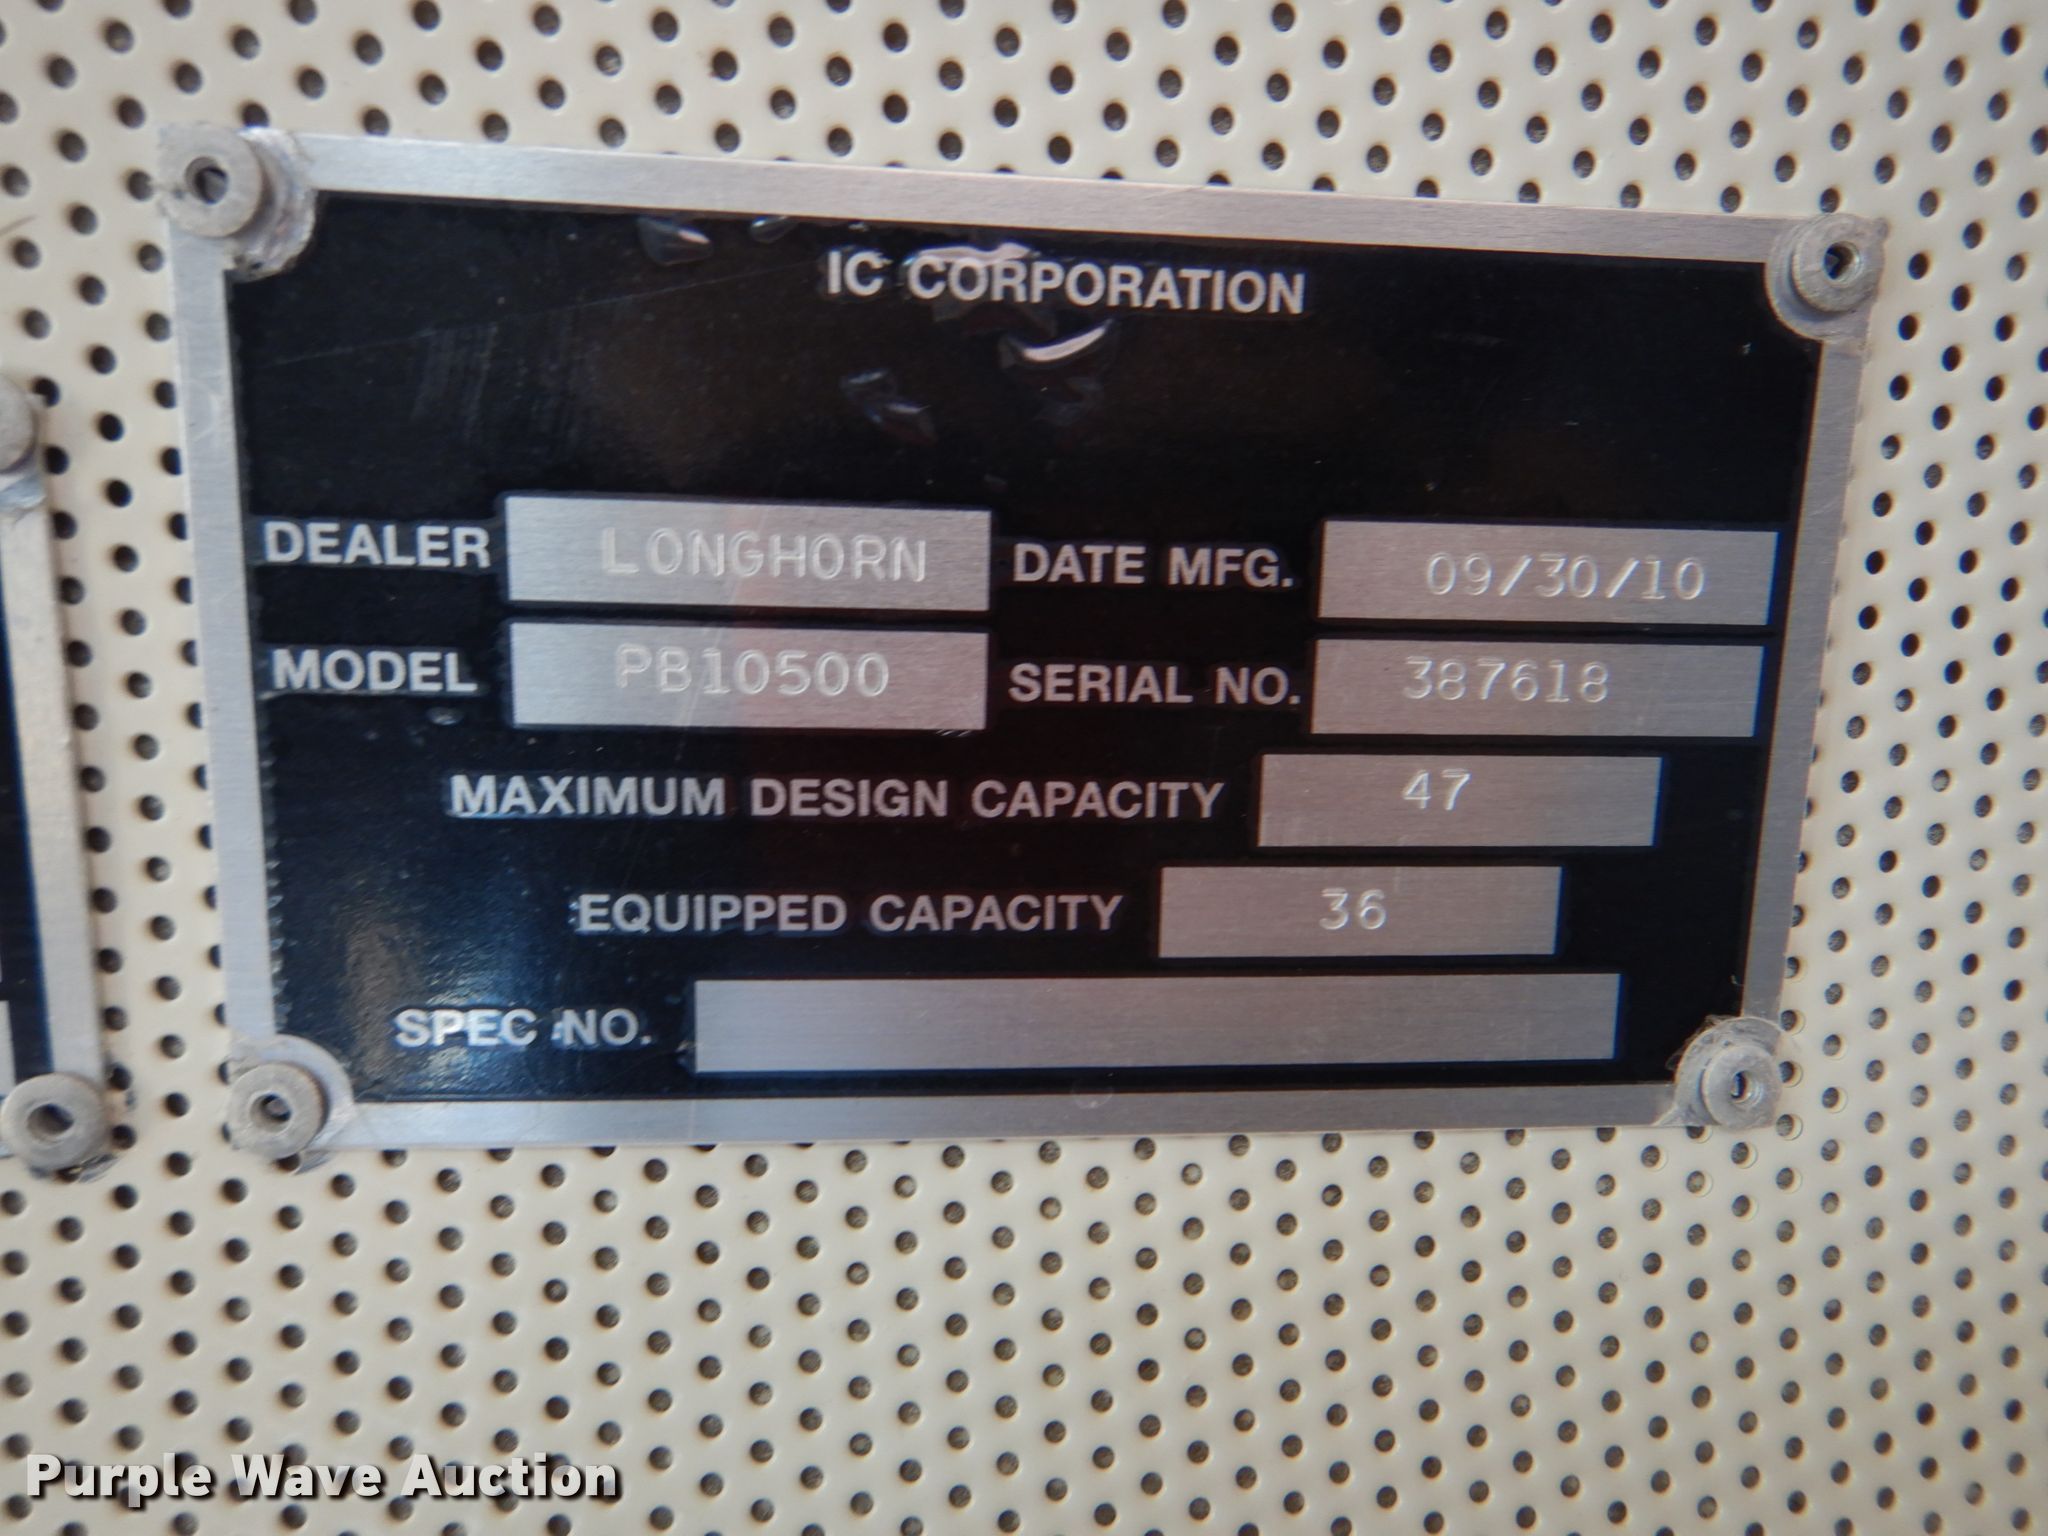 IC CORPORATION
DEALER LONGHORN DATE MFG. 09/30/10
MODEL PB10500 SERIAL NO. 387618
MAXIMUM DESIGN CAPACITY 47
EQUIPPED CAPACITY 36
SPEC NO.
Purple Wave Auction